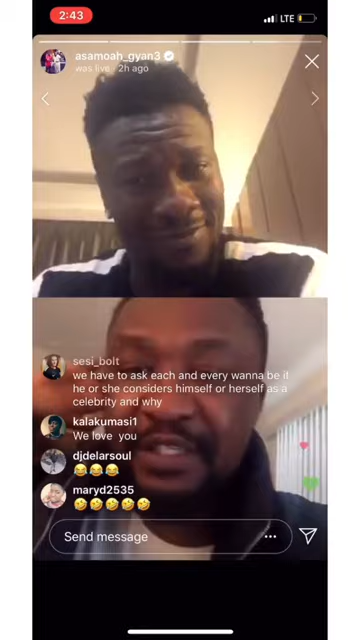 2:43
LTE
asamoah_gyan3
was live · 2h ago
sesi_bolt
we have to ask each and every wanna be if
he or she considers himself or herself as a
celebrity and why
kalakumasi1
We love you
djdelarsoul
😂😂😂
maryd2535
🤣🤣🤣🤣🤣
Send message